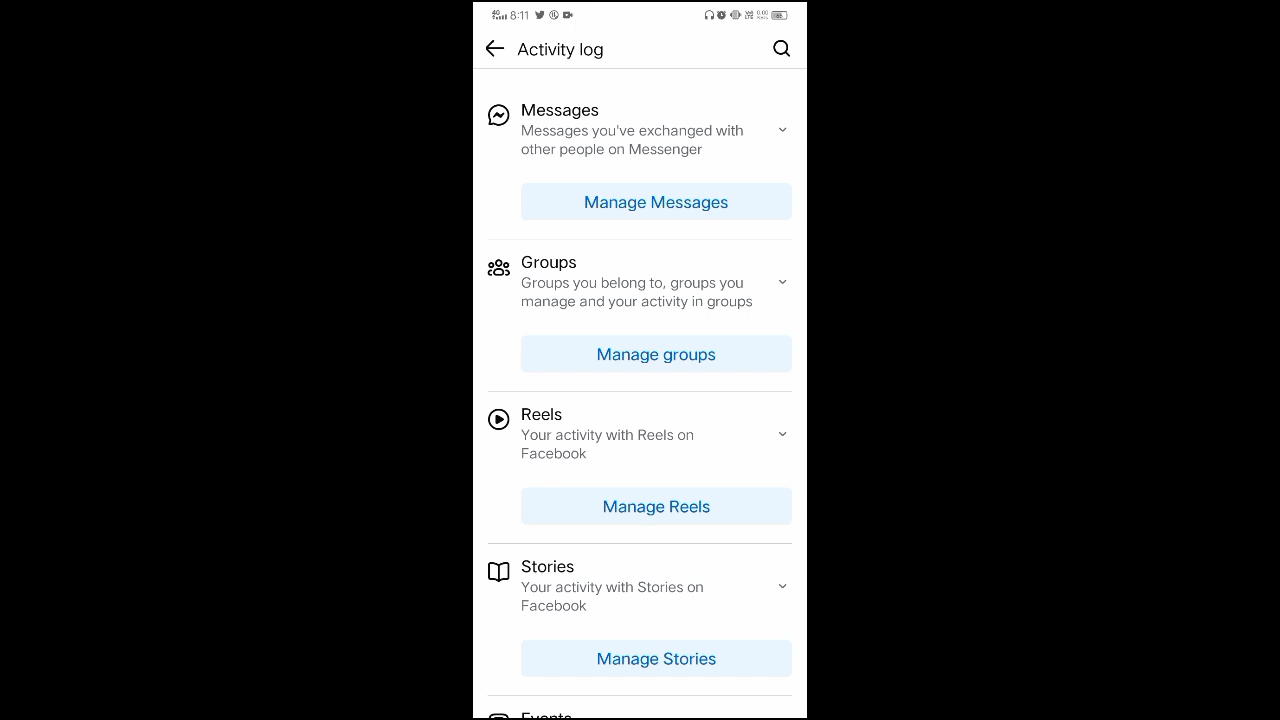 4G 8:11
Activity log
Messages
Messages you've exchanged with
other people on Messenger
Manage Messages
Groups
Groups you belong to, groups you
manage and your activity in groups
Manage groups
Reels
Your activity with Reels on
Facebook
Manage Reels
Stories
Your activity with Stories on
Facebook
Manage Stories
Events